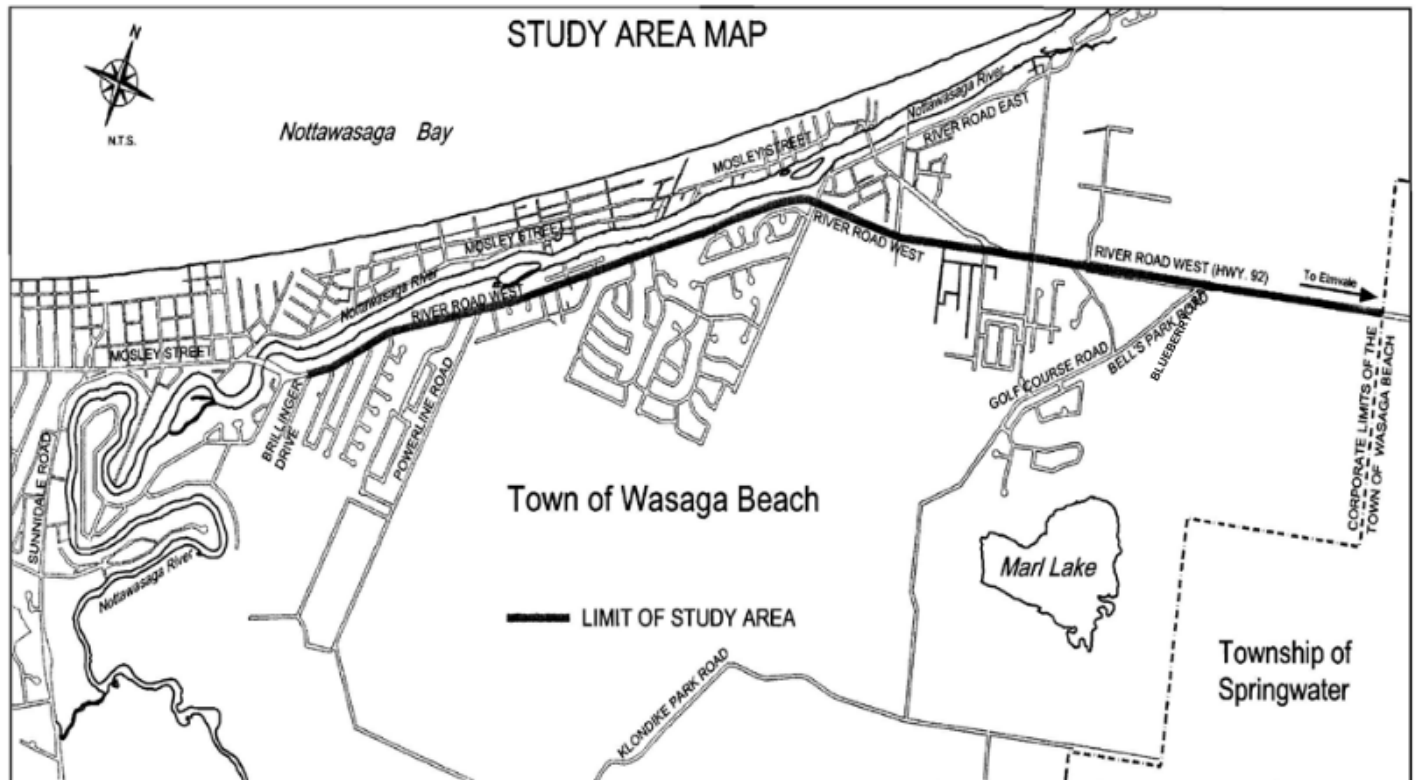 STUDY AREA MAP
N
N.T.S.
Nottawasaga Bay
Nottawasaga River
RIVER ROAD EAST
MOSLEY STREET
MOSLEY STREET
RIVER ROAD WEST
RIVER ROAD WEST (HWY. 92)
To Elmvale
Nottawasaga River
RIVER ROAD WEST
MOSLEY STREET
BELL'S PARK ROAD
BLUEBERRY
GOLF COURSE ROAD
BRILLINGER
DRIVE
POWERLINE ROAD
SUNNIDALE ROAD
CORPORATE LIMITS OF THE
TOWN OF WASAGA BEACH
Town of Wasaga Beach
Marl Lake
Nottawasaga River
LIMIT OF STUDY AREA
Township of
Springwater
KLONDIKE PARK ROAD